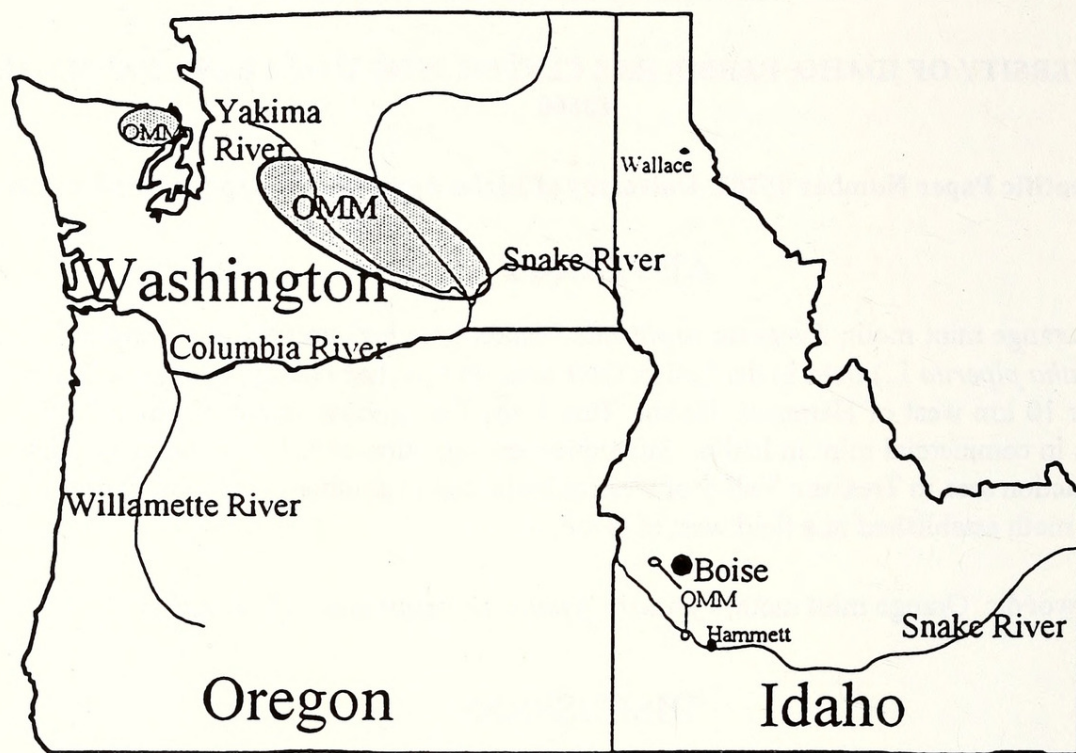 OMM
Yakima
River
Wallace
OMM
Snake River
Washington
Columbia River
Willamette River
Boise
OMM
Hammett
Snake River
Oregon
Idaho